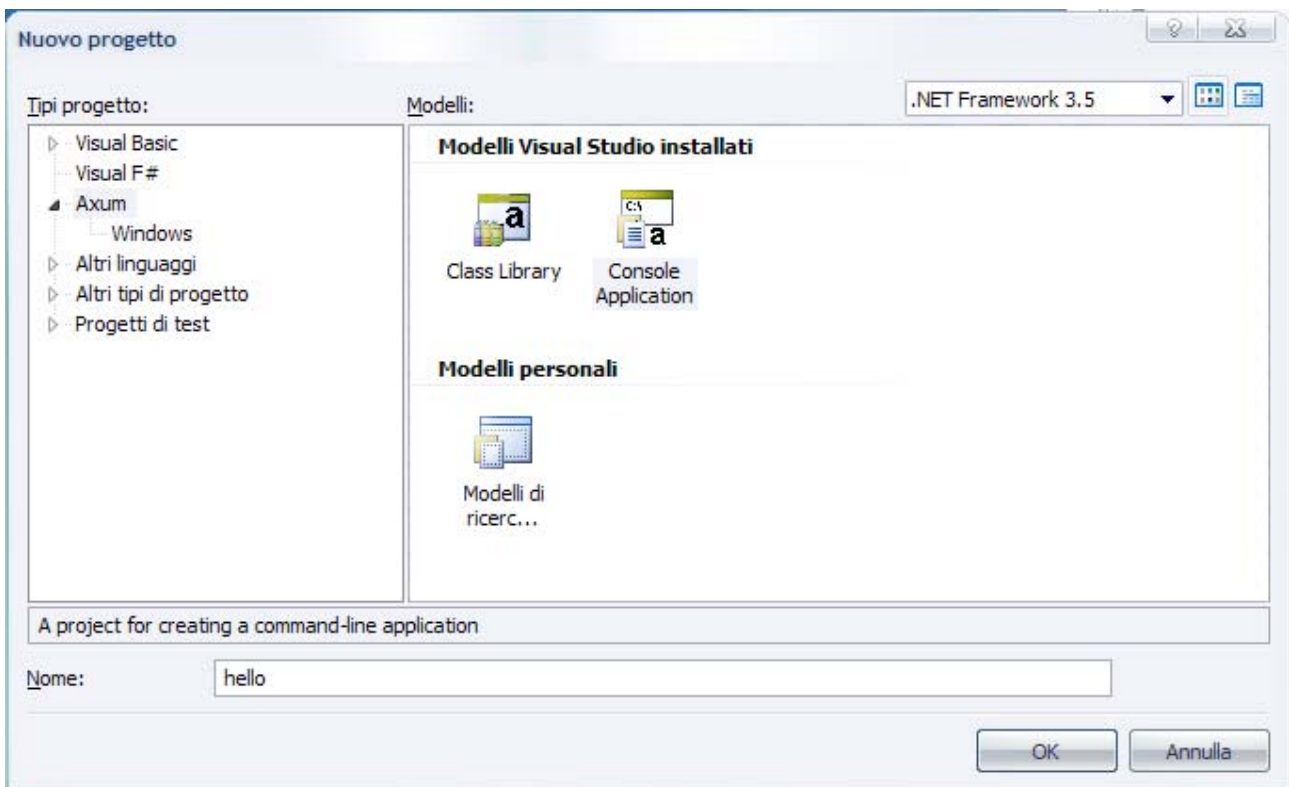 Nuovo progetto
Tipi progetto:
Modelli:
.NET Framework 3.5
Visual Basic
Visual F#
Axum
Windows
Altri linguaggi
Altri tipi di progetto
Progetti di test
Modelli Visual Studio installati
Class Library
Console
Application
Modelli personali
Modelli di
ricerc...
A project for creating a command-line application
Nome:
hello
OK
Annulla